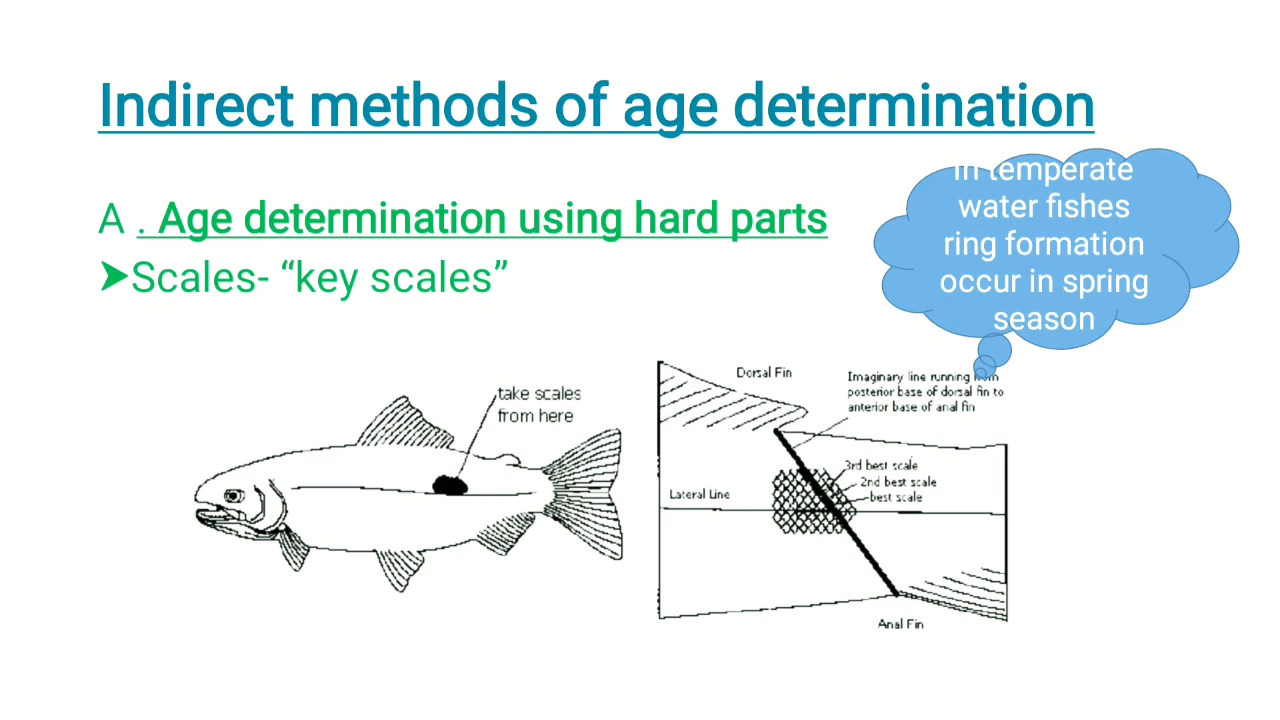 Indirect methods of age determination
In temperate
water fishes
ring formation
occur in spring
season
A . Age determination using hard parts
➤Scales- “key scales”
take scales
from here
Dorsal Fin
Imaginary line running from
posterior base of dorsal fin to
anterior base of anal fin
3rd best scale
2nd best scale
best scale
Lateral Line
Anal Fin